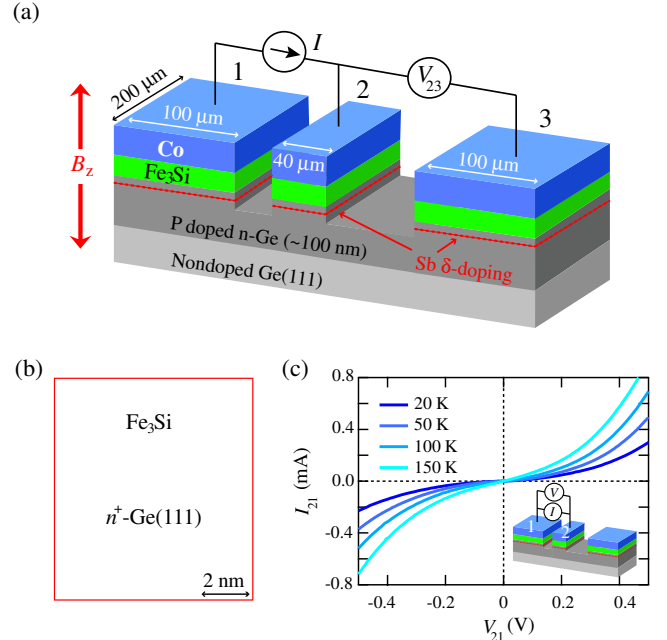 (a)
I
1
2
V23
3
200 μm
100 μm
40 μm
100 μm
Bz
Co
Fe3Si
P doped n-Ge (~100 nm)
Sb δ-doping
Nondoped Ge(111)
(b)
Fe3Si
n+-Ge(111)
2 nm
(c)
0.8
0.4
0.0
-0.4
-0.8
I21 (mA)
20 K
50 K
100 K
150 K
V
I
1
2
-0.4 -0.2 0 0.2 0.4
V21 (V)